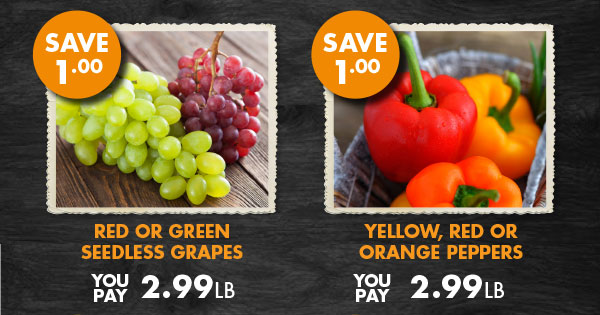 SAVE
1.00
RED OR GREEN
SEEDLESS GRAPES
YOU PAY 2.99LB
SAVE
1.00
YELLOW, RED OR
ORANGE PEPPERS
YOU PAY 2.99LB